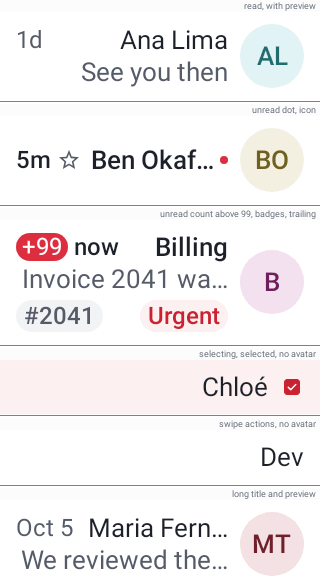 read, with preview
1d Ana Lima AL
See you then
unread dot, icon
5m Ben Okaf… BO
unread count above 99, badges, trailing
+99 now Billing B
Invoice 2041 wa…
#2041 Urgent
selecting, selected, no avatar
Chloé
swipe actions, no avatar
Dev
long title and preview
Oct 5 Maria Fern… MT
We reviewed the…